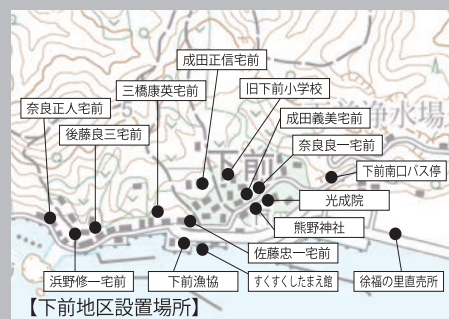 成田正信宅前
三橋康英宅前
旧下前小学校
奈良正人宅前
成田義美宅前
後藤良三宅前
奈良良一宅前
下前
下前南口バス停
光成院
熊野神社
佐藤忠一宅前
浜野修一宅前
下前漁協
すくすくしたまえ館
徐福の里直売所
【下前地区設置場所】